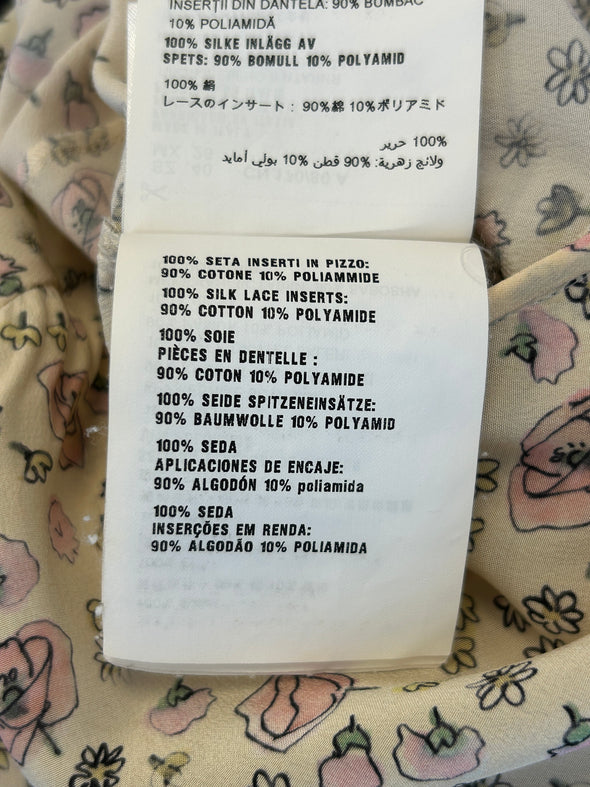 INSERȚII DIN DANTELĂ: 90% BUMBAC
10% POLIAMIDĂ
100% SILKE INLÄGG AV
SPETS: 90% BOMULL 10% POLYAMID
100% 絹
レースのインサート: 90%綿 10%ポリアミド
100% حرير
ولانج زهرية: 90% قطن 10% بولي أمايد
100% SETA INSERTI IN PIZZO:
90% COTONE 10% POLIAMMIDE
100% SILK LACE INSERTS:
90% COTTON 10% POLYAMIDE
100% SOIE
PIÈCES EN DENTELLE :
90% COTON 10% POLYAMIDE
100% SEIDE SPITZENEINSÄTZE:
90% BAUMWOLLE 10% POLYAMID
100% SEDA
APLICACIONES DE ENCAJE:
90% ALGODÓN 10% poliamida
100% SEDA
INSERÇÕES EM RENDA:
90% ALGODÃO 10% POLIAMIDA